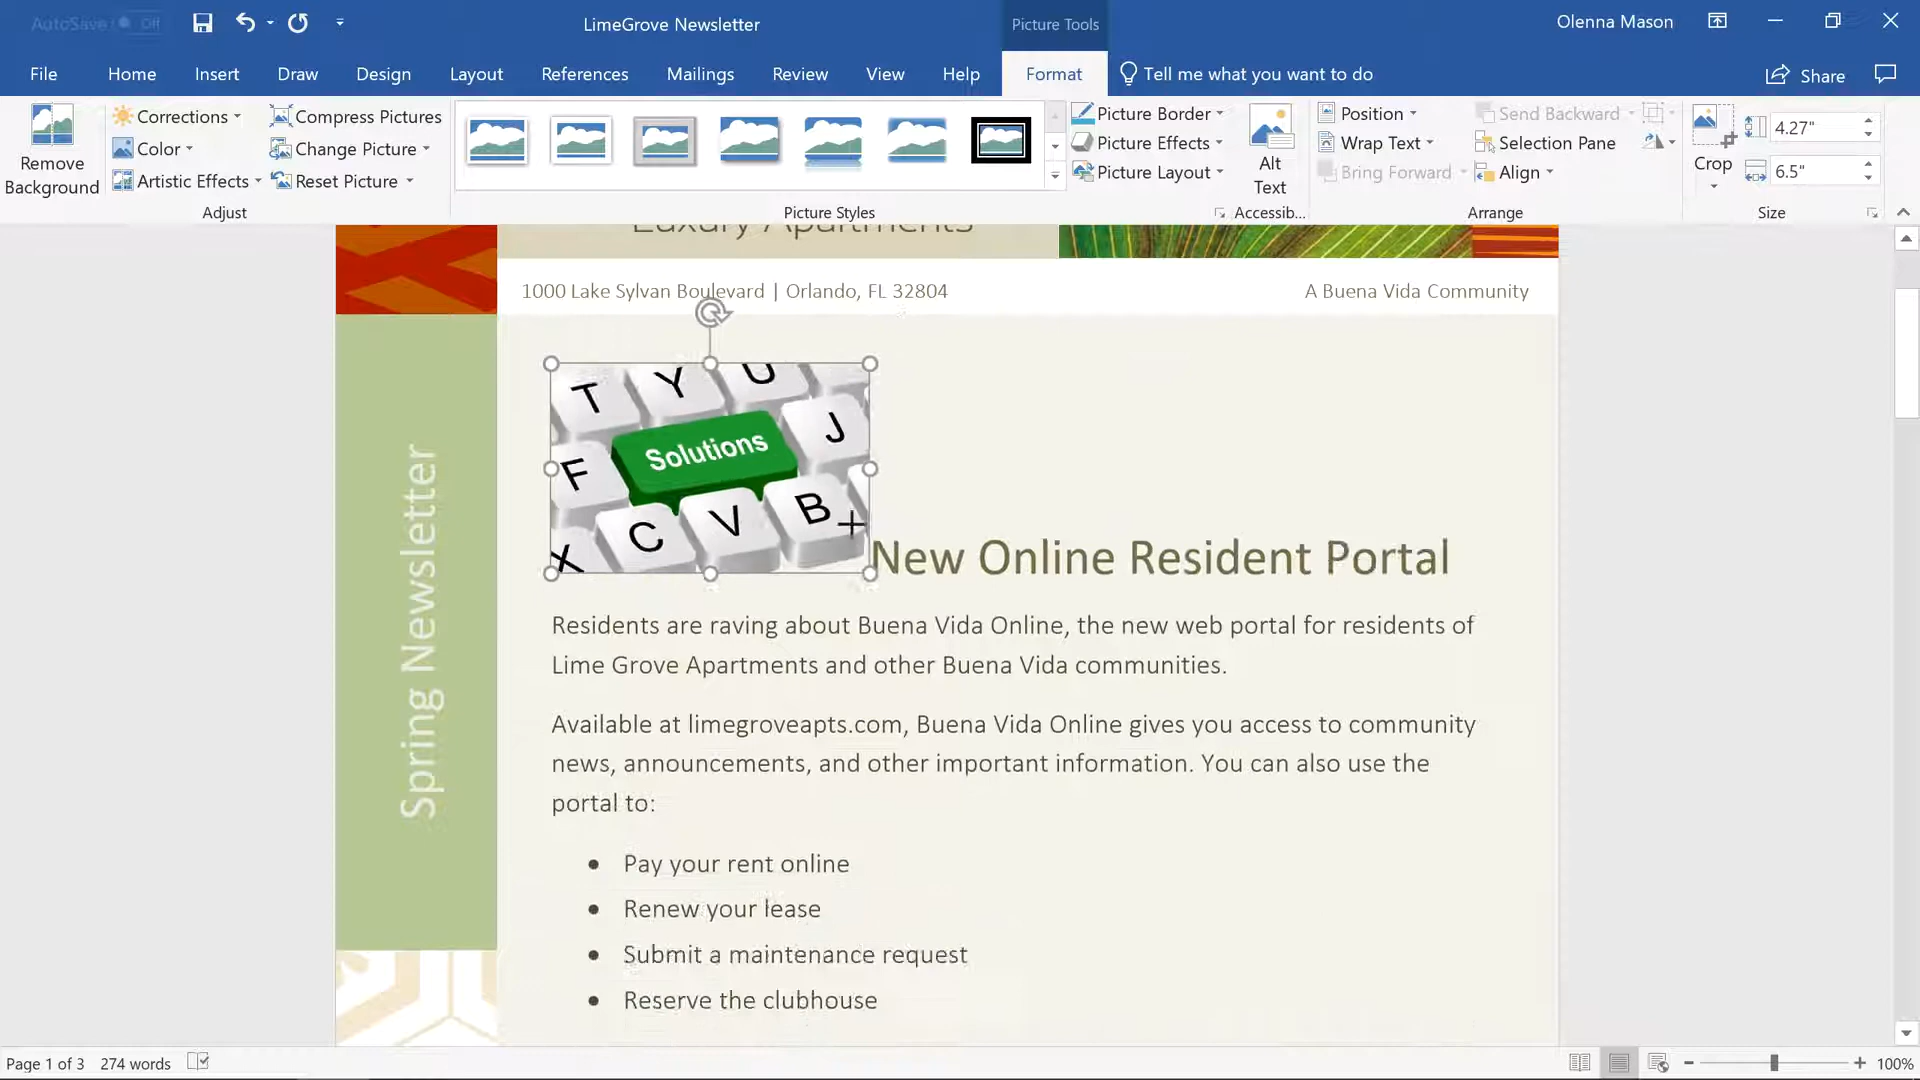 AutoSave Off
LimeGrove Newsletter
Picture Tools
Olenna Mason
File Home Insert Draw Design Layout References Mailings Review View Help Format Tell me what you want to do Share
Remove Background
Corrections
Color
Artistic Effects
Compress Pictures
Change Picture
Reset Picture
Adjust
Picture Styles
Picture Border
Picture Effects
Picture Layout
Alt Text
Accessib...
Position
Wrap Text
Bring Forward
Send Backward
Selection Pane
Align
Arrange
Crop
4.27"
6.5"
Size
Luxury Apartments
1000 Lake Sylvan Boulevard | Orlando, FL 32804
A Buena Vida Community
Spring Newsletter
T Y U
Solutions J
F
C V B
X
New Online Resident Portal
Residents are raving about Buena Vida Online, the new web portal for residents of
Lime Grove Apartments and other Buena Vida communities.
Available at limegroveapts.com, Buena Vida Online gives you access to community
news, announcements, and other important information. You can also use the
portal to:
• Pay your rent online
• Renew your lease
• Submit a maintenance request
• Reserve the clubhouse
Page 1 of 3 274 words
100%